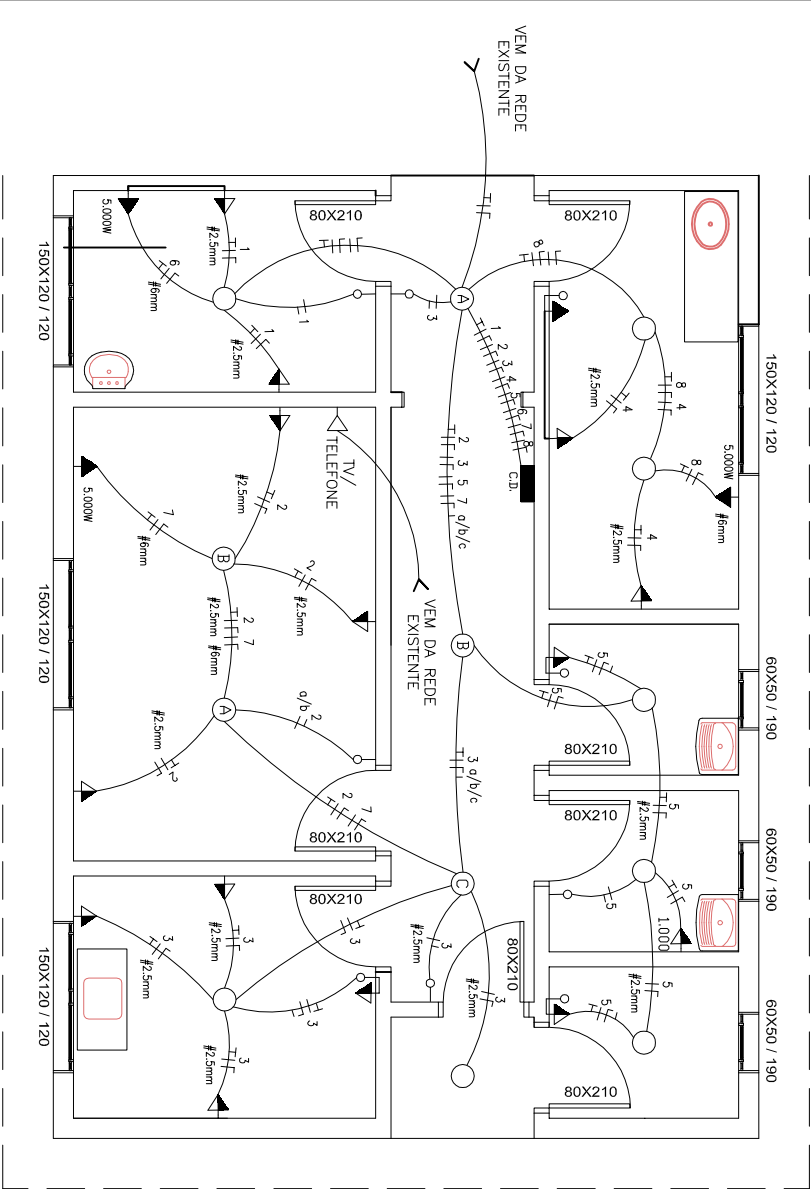 VEM DA REDE
EXISTENTE
80X210
80X210
5.000W
1
#2.5mm
6
#6mm
1
1
#2.5mm
3
A
8
150X120 / 120
150X120 / 120
1 2 3 4 5 6 7 8
C.D.
8 4
4
#2.5mm
8
5.000W
#6mm
4
#2.5mm
TV/
TELEFONE
2 3 5 7 a/b/c
2
#2.5mm
5.000W
7
#6mm
B
2
#2.5mm
2 7
#2.5mm #6mm
VEM DA REDE
EXISTENTE
150X120 / 120
B
5
5
60X50 / 190
80X210
A
a/b 2
2
#2.5mm
3 a/b/c
5
#2.5mm
2 7
80X210
80X210
60X50 / 190
5
5
1.000
C
80X210
3
3
#2.5mm
3
#2.5mm
80X210
3
#2.5mm
3
#2.5mm
3
3
#2.5mm
150X120 / 120
5
#2.5mm
5
60X50 / 190
80X210